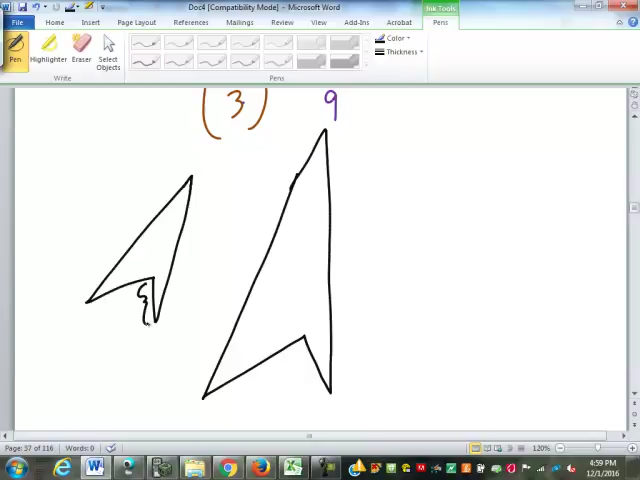 Doc4 [Compatibility Mode] - Microsoft Word
Ink Tools
File Home Insert Page Layout References Mailings Review View Add-Ins Acrobat Pens
Pen Highlighter Eraser Select Objects
Color
Thickness
Write Pens
(3) 9
Page: 37 of 116 Words: 0 120%
4:59 PM
12/1/2016